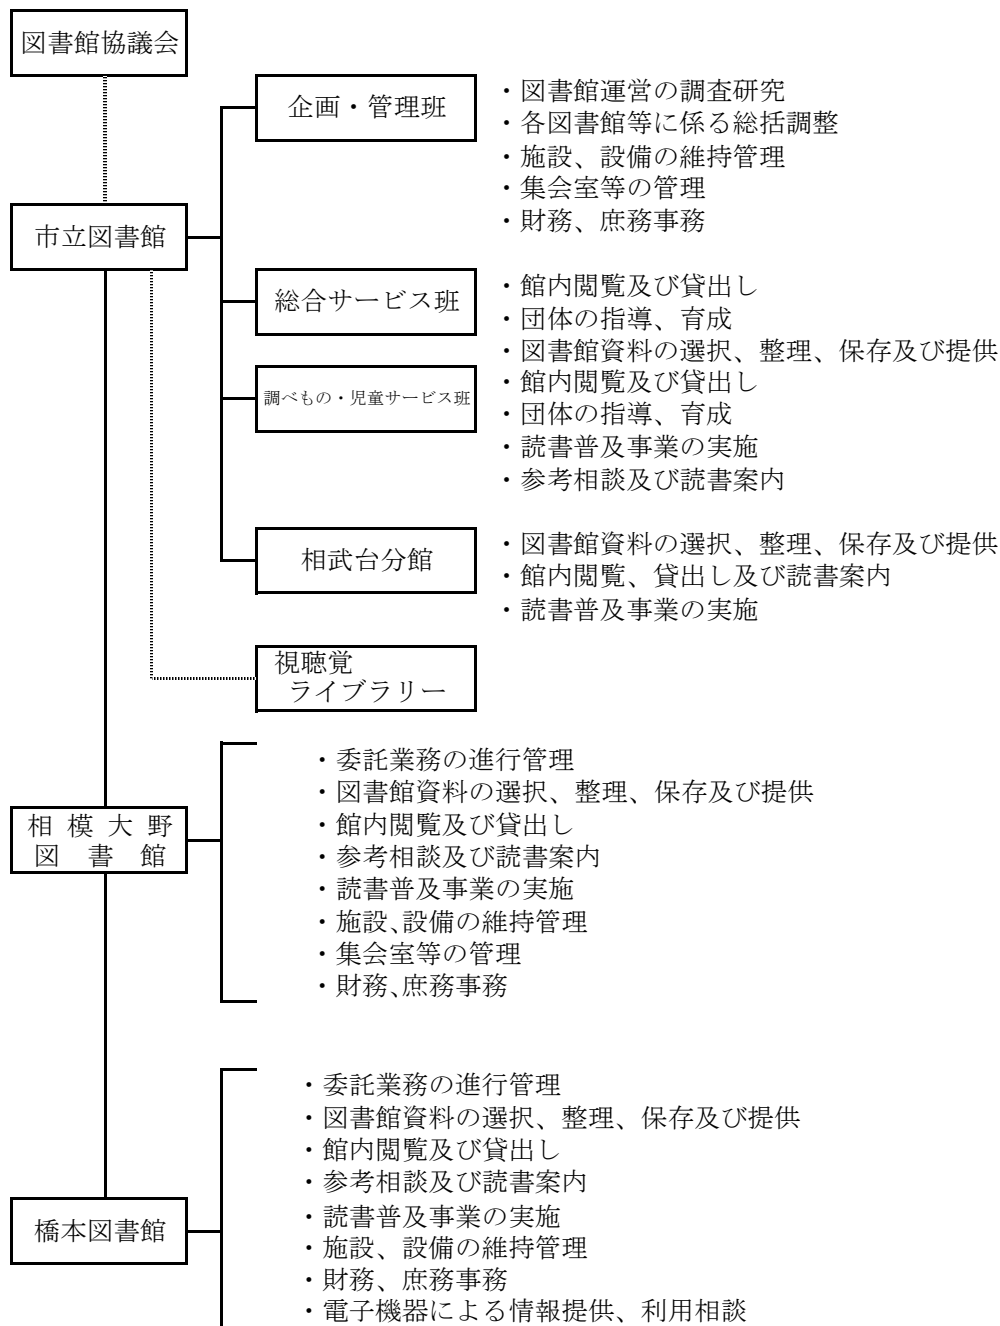 図書館協議会
企画・管理班
・図書館運営の調査研究
・各図書館等に係る総括調整
・施設、設備の維持管理
・集会室等の管理
・財務、庶務事務
市立図書館
総合サービス班
・館内閲覧及び貸出し
・団体の指導、育成
・図書館資料の選択、整理、保存及び提供
調べもの・児童サービス班
・館内閲覧及び貸出し
・団体の指導、育成
・読書普及事業の実施
・参考相談及び読書案内
相武台分館
・図書館資料の選択、整理、保存及び提供
・館内閲覧、貸出し及び読書案内
・読書普及事業の実施
視聴覚
ライブラリー
相模大野
図書館
・委託業務の進行管理
・図書館資料の選択、整理、保存及び提供
・館内閲覧及び貸出し
・参考相談及び読書案内
・読書普及事業の実施
・施設、設備の維持管理
・集会室等の管理
・財務、庶務事務
橋本図書館
・委託業務の進行管理
・図書館資料の選択、整理、保存及び提供
・館内閲覧及び貸出し
・参考相談及び読書案内
・読書普及事業の実施
・施設、設備の維持管理
・財務、庶務事務
・電子機器による情報提供、利用相談